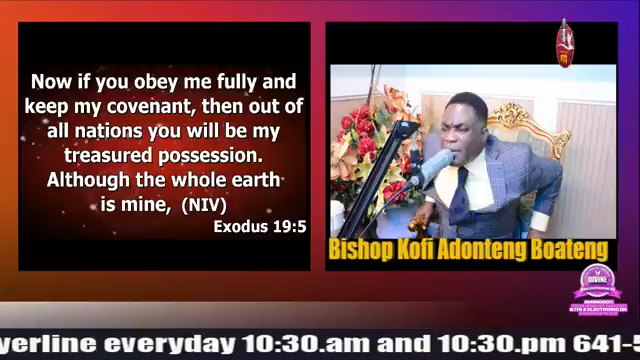 Now if you obey me fully and
keep my covenant, then out of
all nations you will be my
treasured possession.
Although the whole earth
is mine, (NIV)
Exodus 19:5
Bishop Kofi Adonteng Boateng
DIVINE
yerline everyday 10:30.am and 10:30.pm 641-5